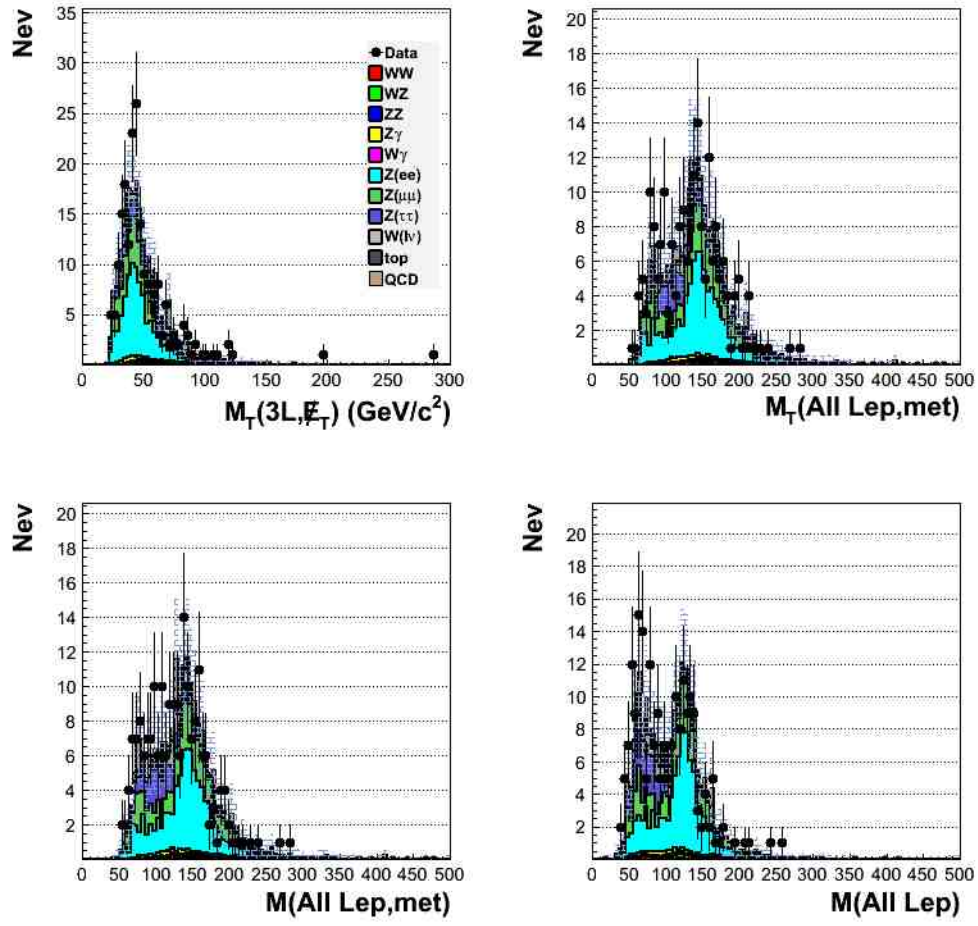 Nev
35
30
25
20
15
10
5
0 50 100 150 200 250 300
M_T(3L,E̸_T) (GeV/c²)
Data
WW
WZ
ZZ
Zγ
Wγ
Z(ee)
Z(μμ)
Z(ττ)
W(lν)
top
QCD
Nev
20
18
16
14
12
10
8
6
4
2
0 50 100 150 200 250 300 350 400 450 500
M_T(All Lep,met)
Nev
20
18
16
14
12
10
8
6
4
2
0 50 100 150 200 250 300 350 400 450 500
M(All Lep,met)
Nev
20
18
16
14
12
10
8
6
4
2
0 50 100 150 200 250 300 350 400 450 500
M(All Lep)